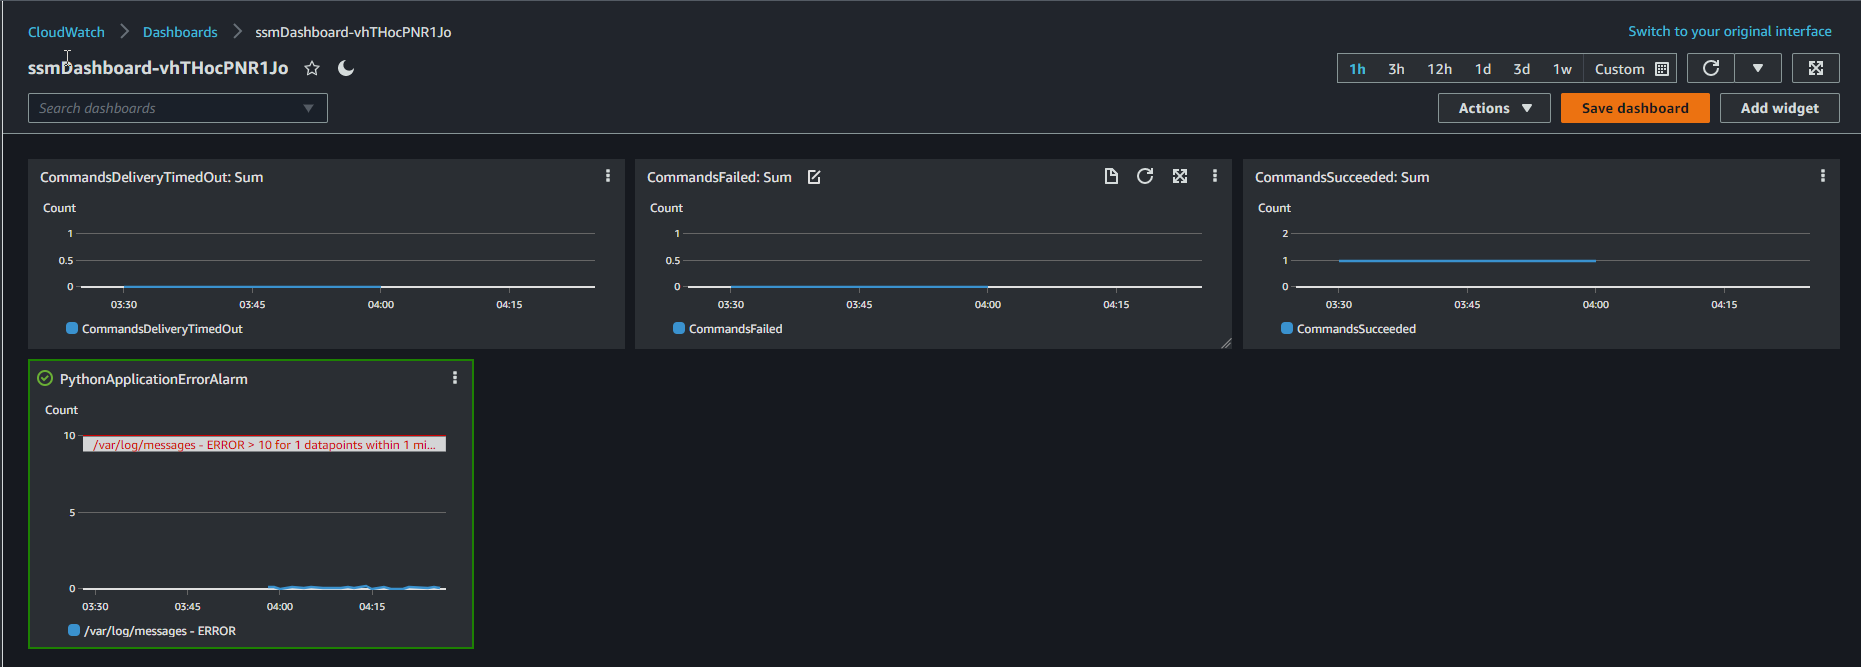 CloudWatch > Dashboards > ssmDashboard-vhTHocPNR1Jo
Switch to your original interface
ssmDashboard-vhTHocPNR1Jo
1h 3h 12h 1d 3d 1w Custom
Search dashboards
Actions Save dashboard Add widget
CommandsDeliveryTimedOut: Sum
Count
1
0.5
0
03:30 03:45 04:00 04:15
CommandsDeliveryTimedOut
CommandsFailed: Sum
Count
1
0.5
0
03:30 03:45 04:00 04:15
CommandsFailed
CommandsSucceeded: Sum
Count
2
1
0
03:30 03:45 04:00 04:15
CommandsSucceeded
PythonApplicationErrorAlarm
Count
10
/var/log/messages - ERROR > 10 for 1 datapoints within 1 mi...
5
0
03:30 03:45 04:00 04:15
/var/log/messages - ERROR